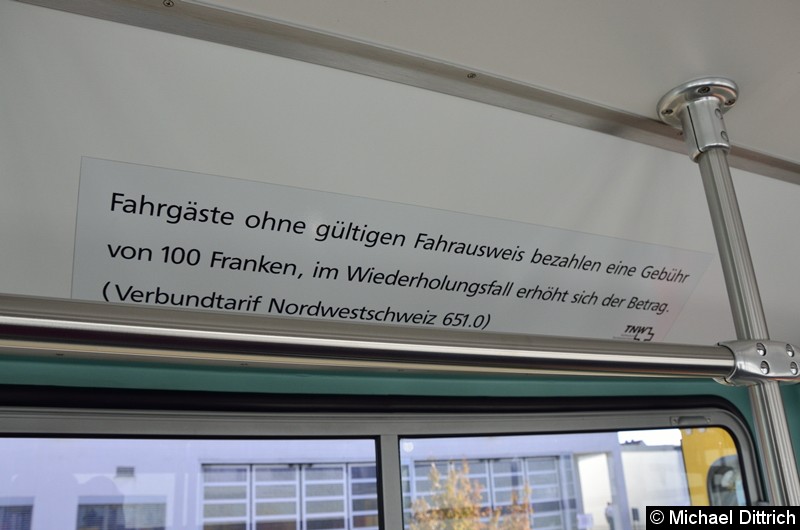 Fahrgäste ohne gültigen Fahrausweis bezahlen eine Gebühr
von 100 Franken, im Wiederholungsfall erhöht sich der Betrag.
(Verbundtarif Nordwestschweiz 651.0)
TNW
© Michael Dittrich